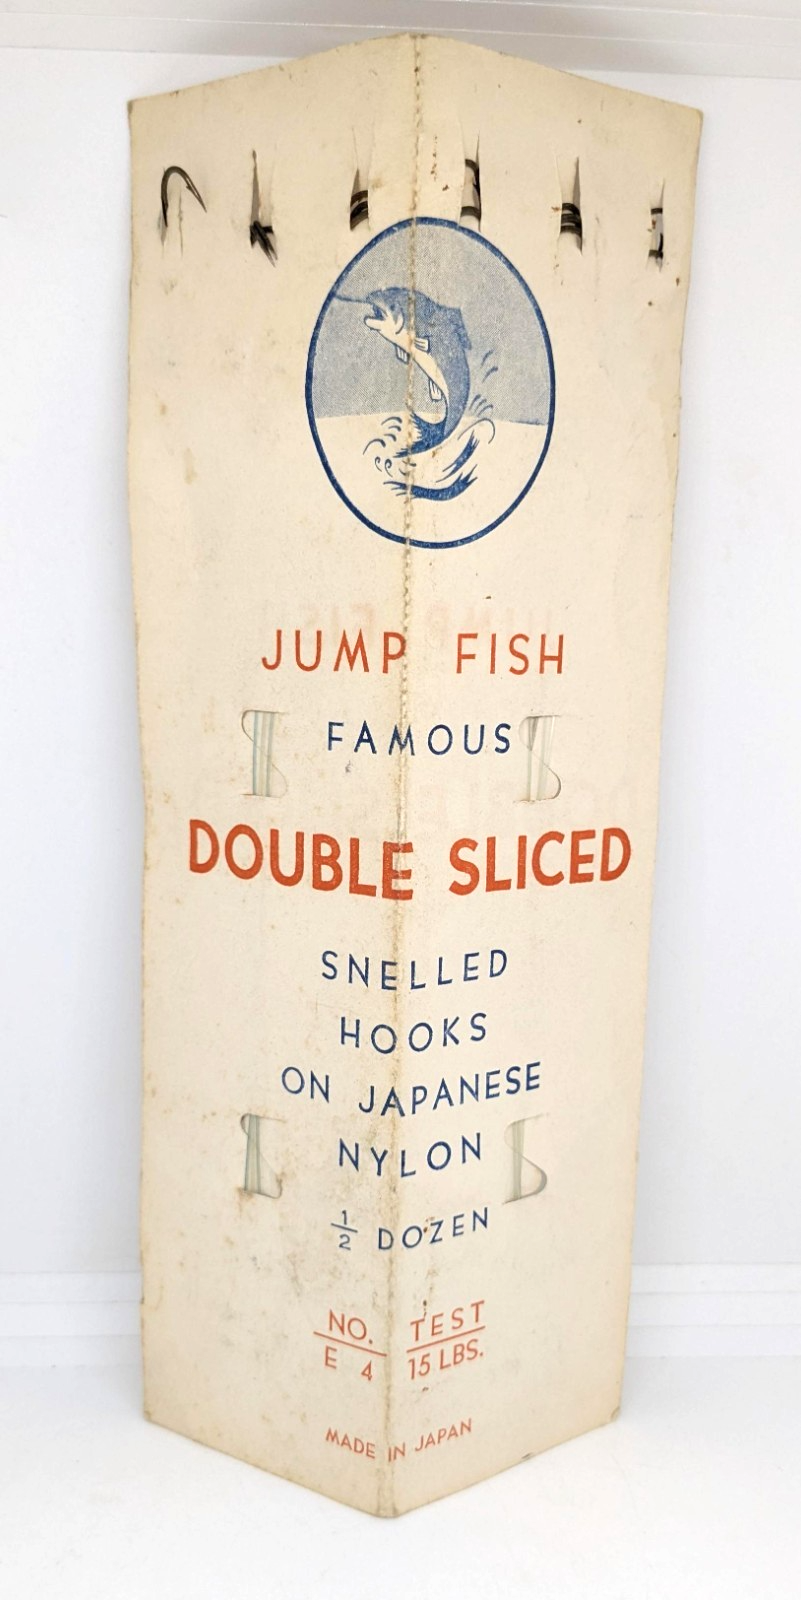 JUMP FISH
FAMOUS
DOUBLE SLICED
SNELLED
HOOKS
ON JAPANESE
NYLON
1/2 DOZEN
NO. TEST
E 4 15 LBS.
MADE IN JAPAN